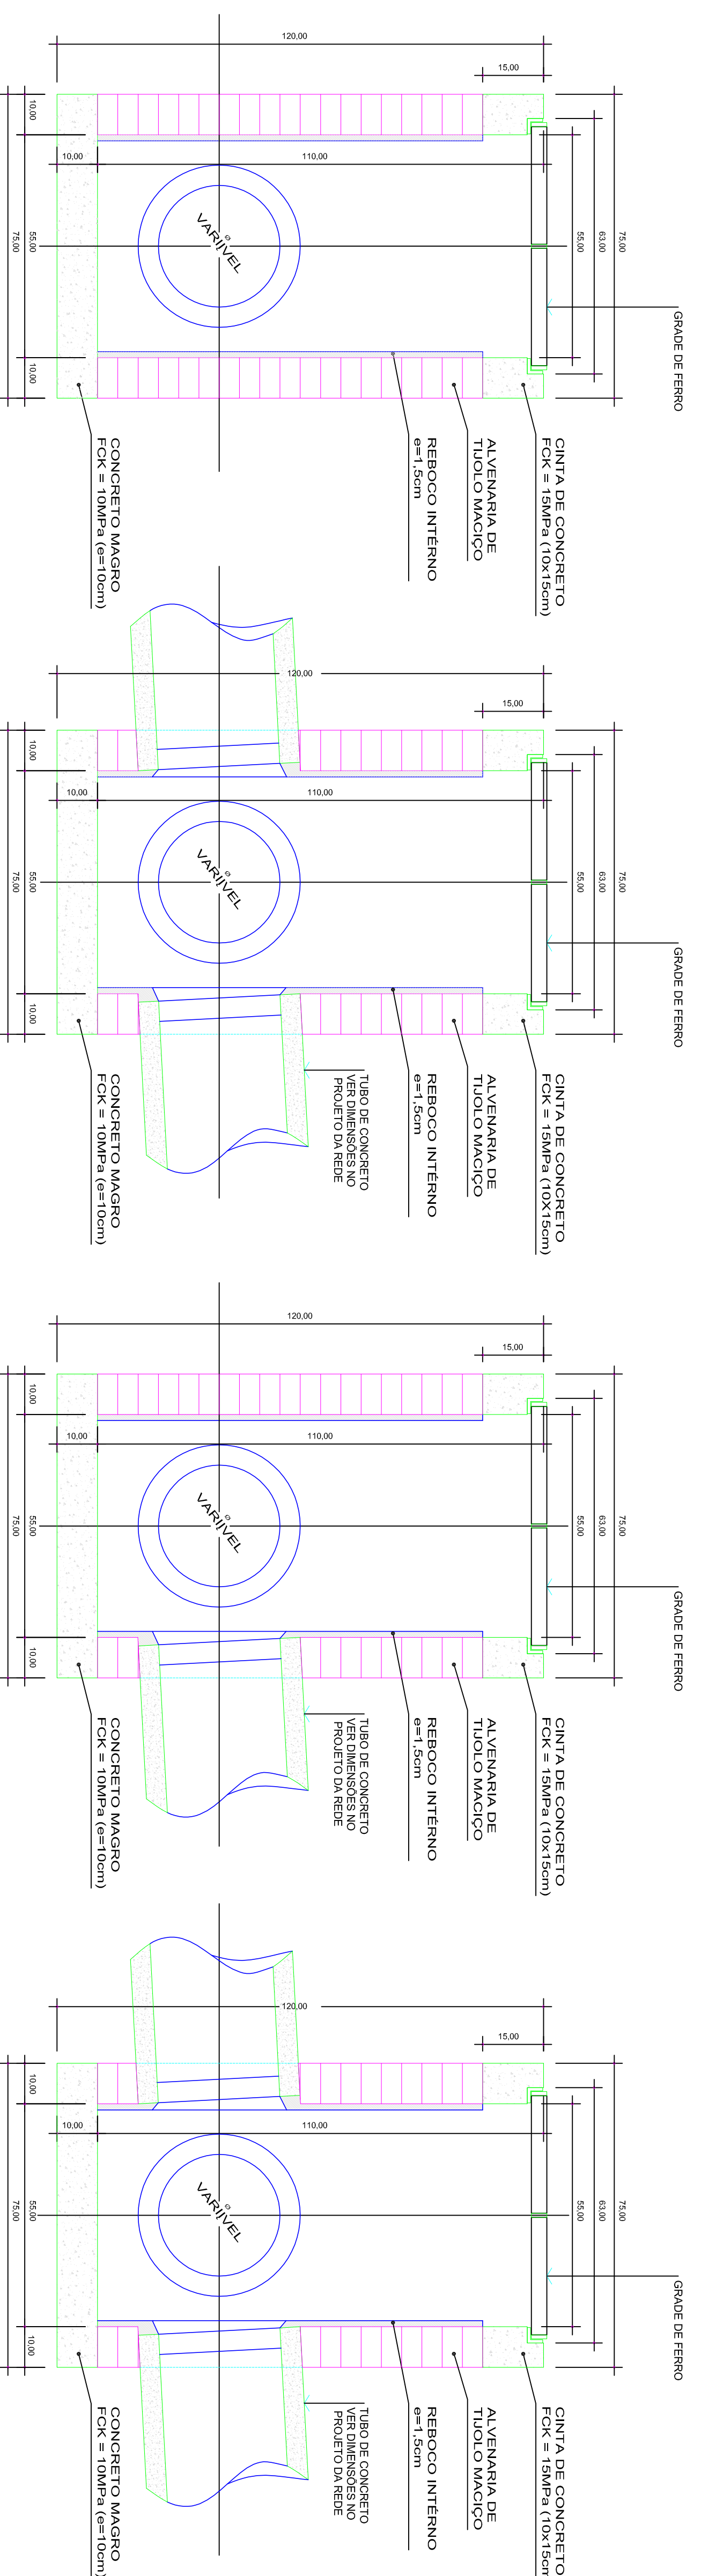 120,00
15,00
75,00
63,00
55,00
GRADE DE FERRO
10,00
10,00
110,00
Ø
VARIÍVEL
55,00
75,00
10,00
CINTA DE CONCRETO
FCK = 15MPa (10x15cm)
ALVENARIA DE
TIJOLO MACIÇO
REBOCO INTÉRNO
e=1,5cm
CONCRETO MAGRO
FCK = 10MPa (e=10cm)
120,00
15,00
75,00
63,00
55,00
GRADE DE FERRO
10,00
10,00
110,00
Ø
VARIÍVEL
55,00
75,00
10,00
CINTA DE CONCRETO
FCK = 15MPa (10X15cm)
ALVENARIA DE
TIJOLO MACIÇO
REBOCO INTÉRNO
e=1,5cm
TUBO DE CONCRETO
VER DIMENSÕES NO
PROJETO DA REDE
CONCRETO MAGRO
FCK = 10MPa (e=10cm)
120,00
15,00
75,00
63,00
55,00
GRADE DE FERRO
10,00
10,00
110,00
Ø
VARIÍVEL
55,00
75,00
10,00
CINTA DE CONCRETO
FCK = 15MPa (10x15cm)
ALVENARIA DE
TIJOLO MACIÇO
REBOCO INTÉRNO
e=1,5cm
TUBO DE CONCRETO
VER DIMENSÕES NO
PROJETO DA REDE
CONCRETO MAGRO
FCK = 10MPa (e=10cm)
120,00
15,00
75,00
63,00
55,00
GRADE DE FERRO
10,00
10,00
110,00
Ø
VARIÍVEL
55,00
75,00
10,00
CINTA DE CONCRETO
FCK = 15MPa (10x15cm
ALVENARIA DE
TIJOLO MACIÇO
REBOCO INTÉRNO
e=1,5cm
TUBO DE CONCRETO
VER DIMENSÕES NO
PROJETO DA REDE
CONCRETO MAGRO
FCK = 10MPa (e=10cm)